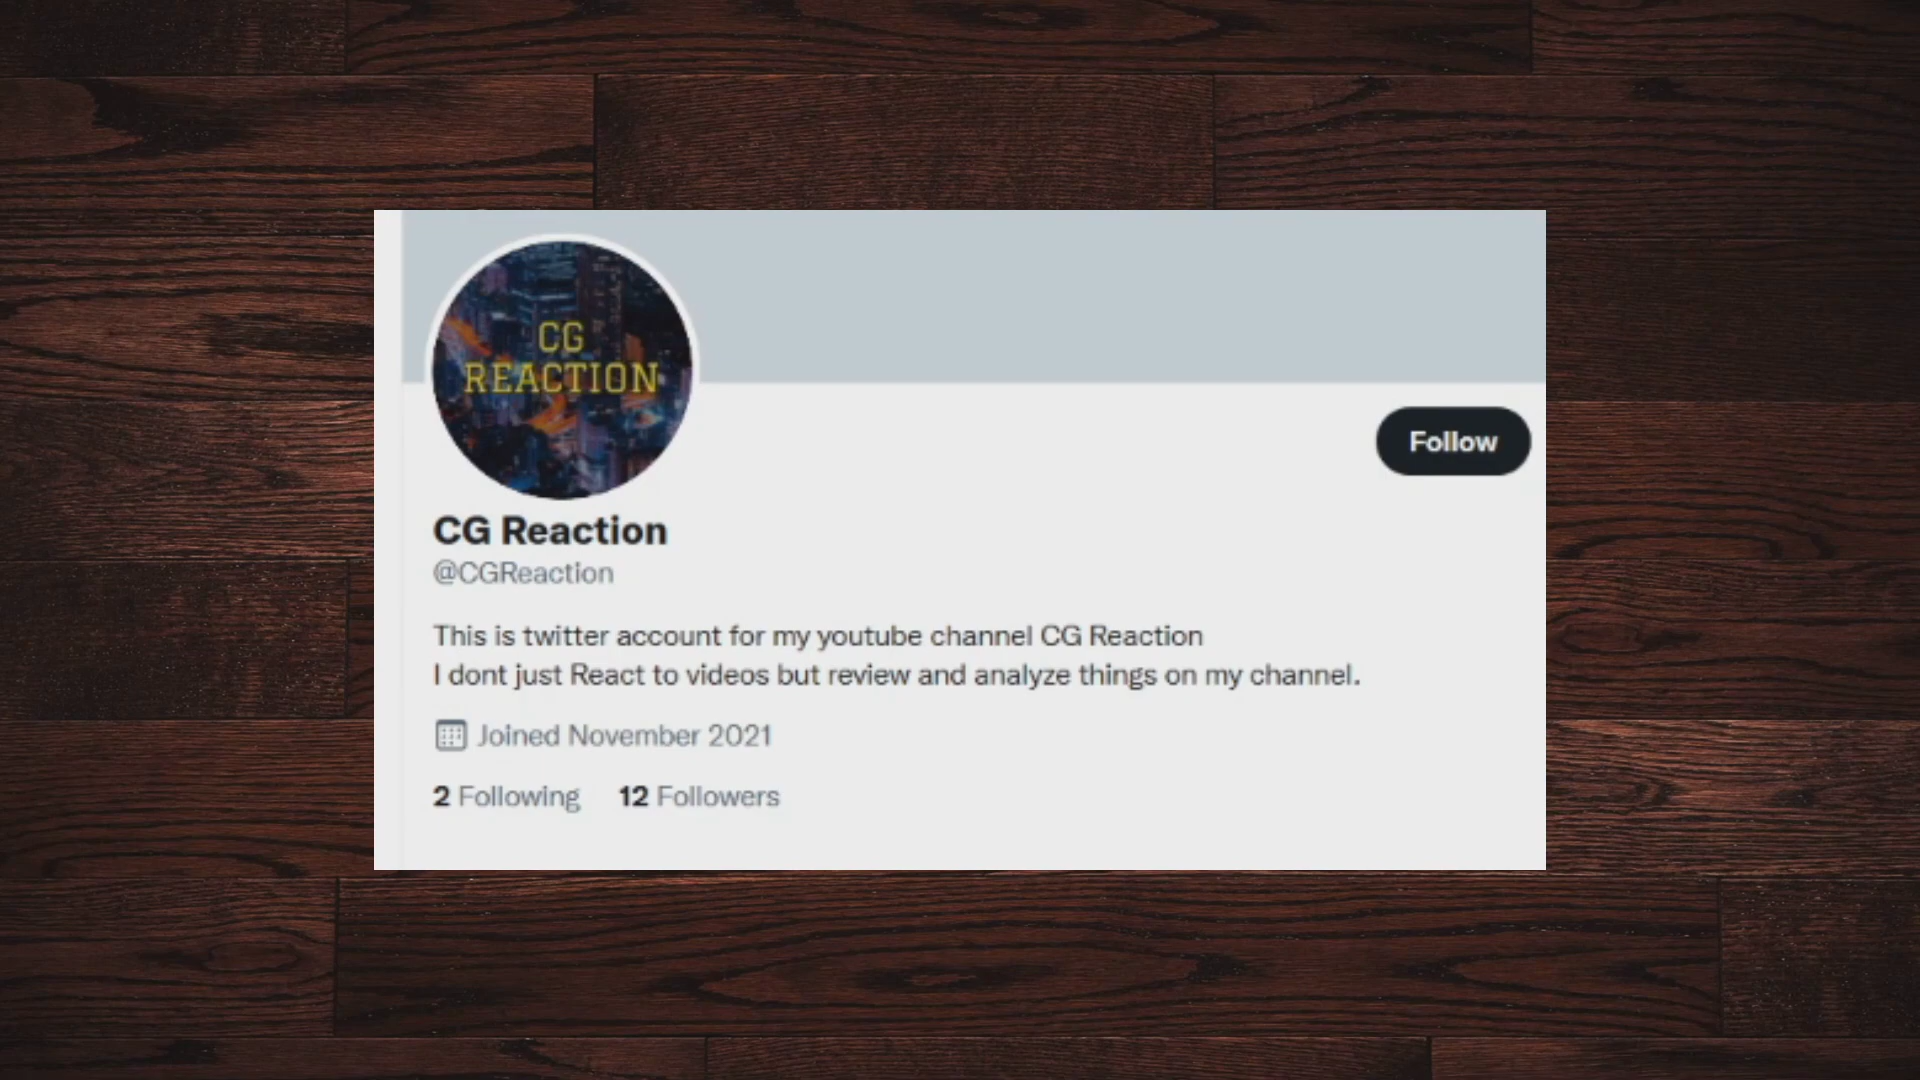 CG
REACTION
Follow
CG Reaction
@CGReaction
This is twitter account for my youtube channel CG Reaction
I dont just React to videos but review and analyze things on my channel.
Joined November 2021
2 Following 12 Followers